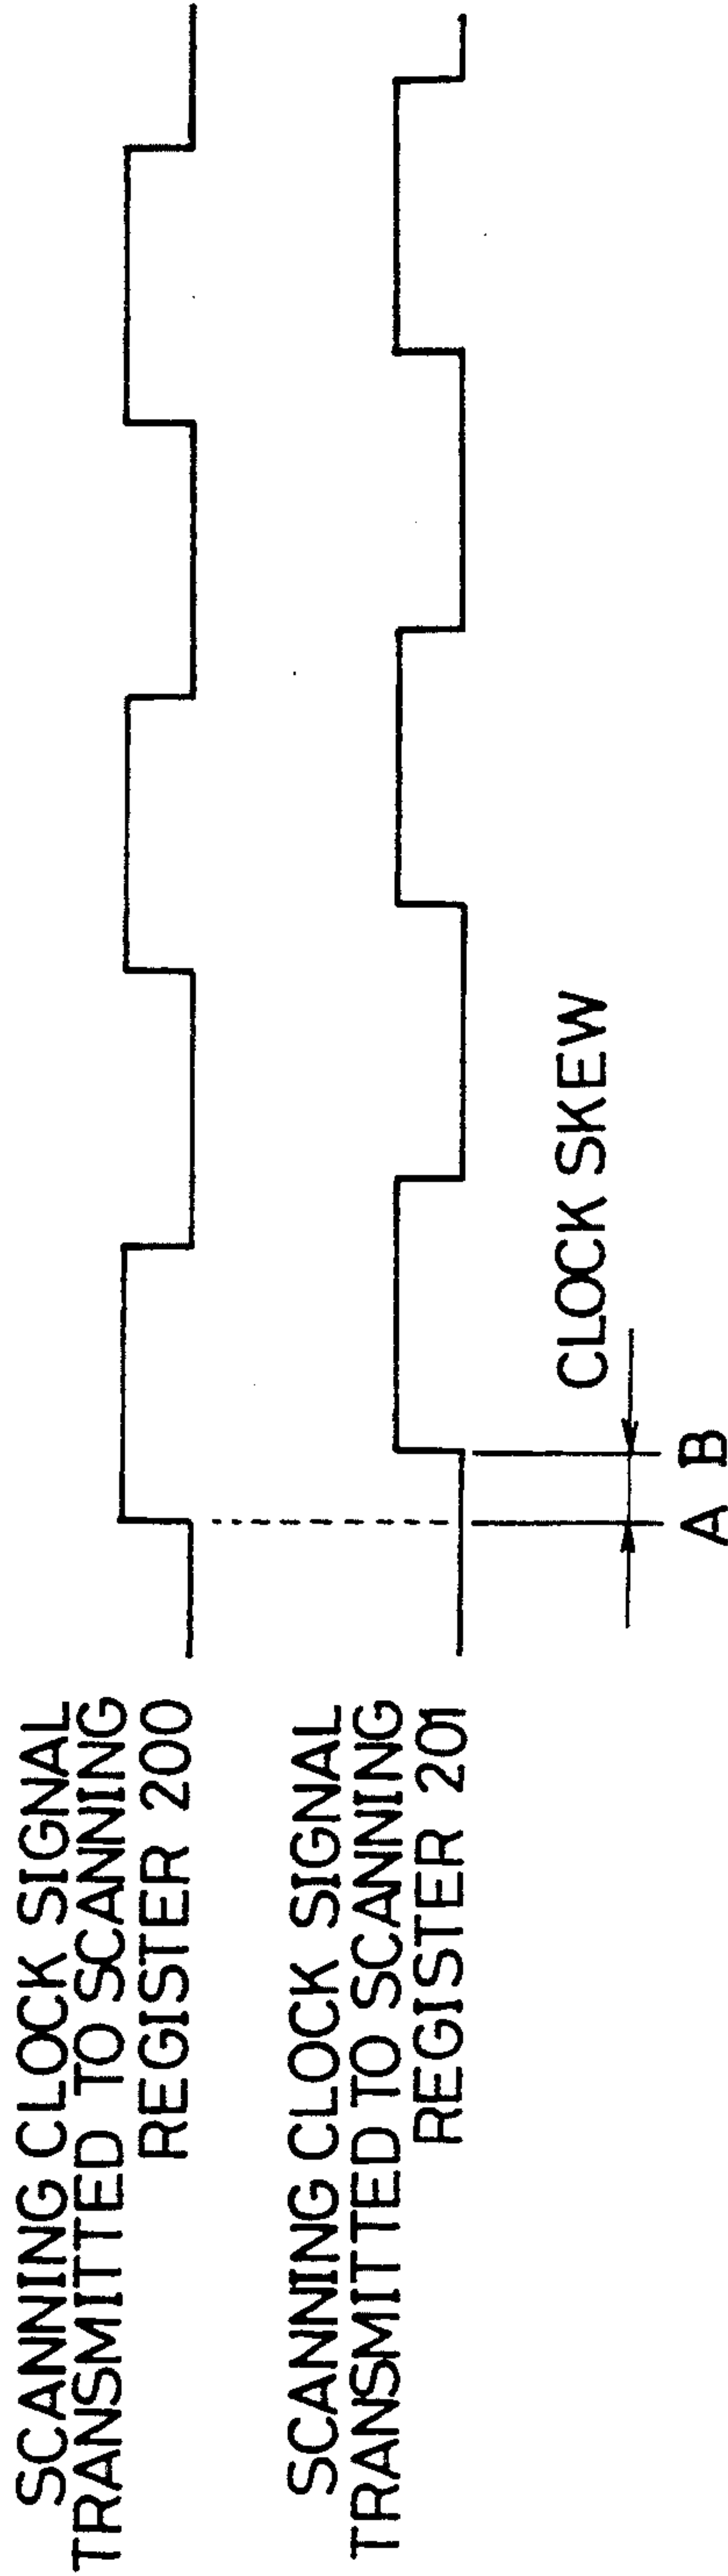 SCANNING CLOCK SIGNAL
TRANSMITTED TO SCANNING
REGISTER 200
SCANNING CLOCK SIGNAL
TRANSMITTED TO SCANNING
REGISTER 201
CLOCK SKEW
A B